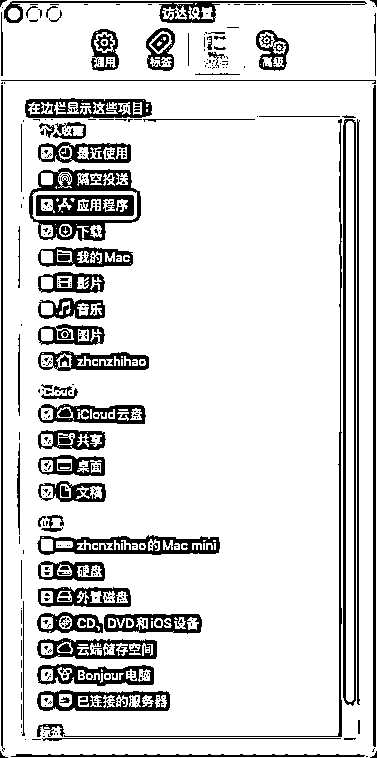 访达设置
通用 标签 边栏 高级
在边栏显示这些项目：
个人收藏
最近使用
隔空投送
应用程序
下载
我的Mac
影片
音乐
图片
zhenzhihao
iCloud
iCloud云盘
共享
桌面
文稿
位置
zhenzhihao的Mac mini
硬盘
外置磁盘
CD、DVD和iOS设备
云端储存空间
Bonjour电脑
已连接的服务器
标签